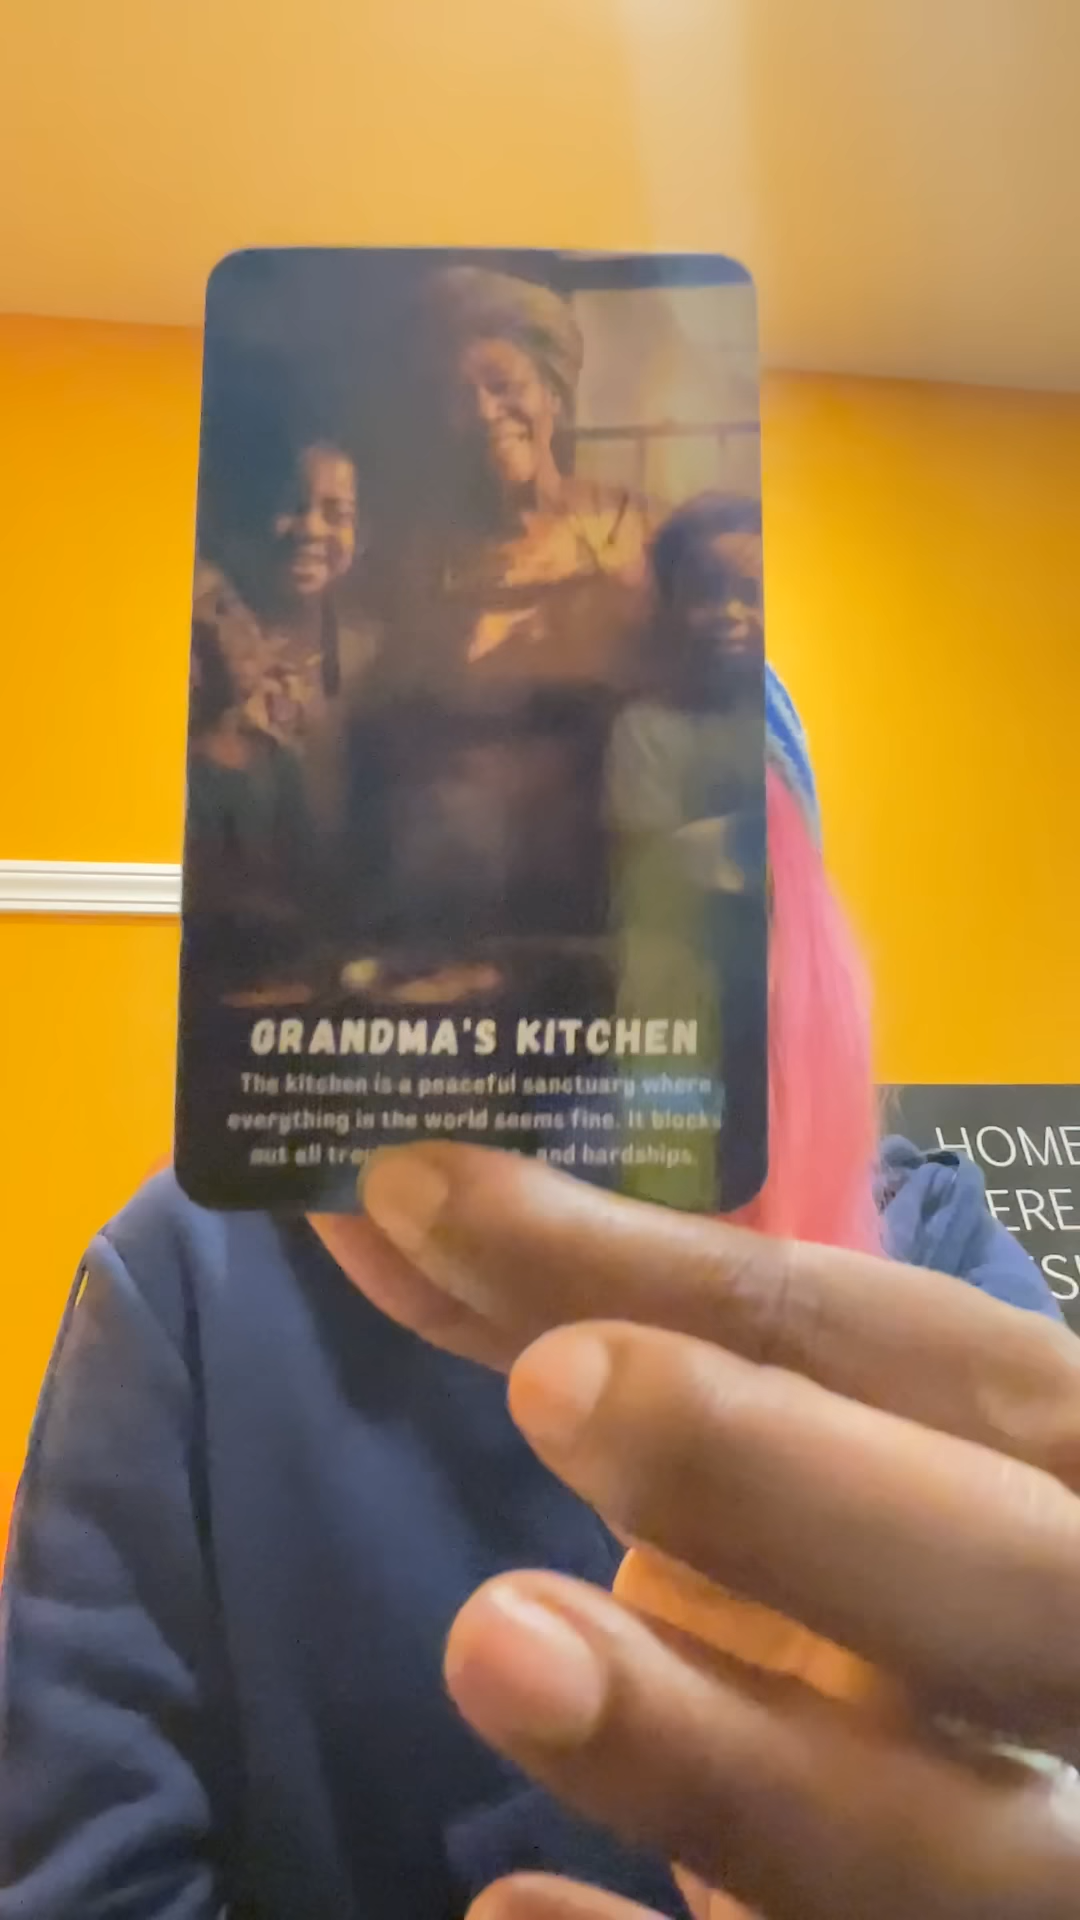 GRANDMA'S KITCHEN
The kitchen is a peaceful sanctuary where
everything in the world seems fine. It blocks
out all and hardships.
HOME
ERE